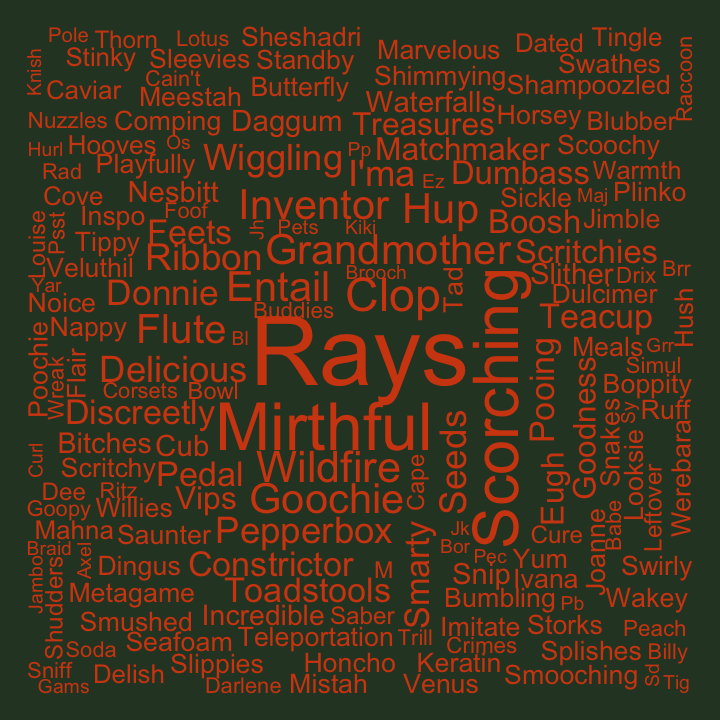 Pole Thorn Lotus Sheshadri Marvelous Dated Tingle
Stinky Sleevies Standby Swathes
Knish Cain't Butterfly Shimmying Shampoozled Raccoon
Caviar Meestah Waterfalls
Nuzzles Comping Daggum Treasures Horsey Blubber
Hurl Hooves Os Wiggling Pp Matchmaker Scoochy
Rad Playfully I'ma Ez Dumbass Warmth
Cove Nesbitt Inventor Hup Sickle Maj Plinko
Louise Psst Inspo Foof Boosh Jimble
Tippy Feets Jh Pets Kiki
Veluthil Ribbon Grandmother Scritchies
Yar Brooch Tad Slither Drix Brr
Noice Donnie Entail Clop Dulcimer Hush
Nappy Flute Buddies Teacup
Poochie Bl Rays Scorching Pooing Meals Grr
Wreak Flair Delicious Simul
Corsets Bowl Goodness Boppity
Discreetly Mirthful Seeds Snakes Sy Ruff
Curl Bitches Cub Looksie Werebara
Scritchy Pedal Wildfire Cape Eugh Leftover
Dee Ritz Vips Goochie
Goopy Willies Babe
Mahna Saunter Pepperbox Smarty Jk Cure Joanne
Braid Axel Bor Pęc
Jambo Shudders Dingus Constrictor M Snip Yum Ivana Swirly
Metagame Toadstools Bumbling Pb Wakey
Smushed Incredible Saber Imitate Storks Peach
Seafoam Teleportation Trill Crimes
Soda Splishes Billy
Sniff Delish Slippies Honcho Keratin Smooching Sd
Gams Darlene Mistah Venus Tig